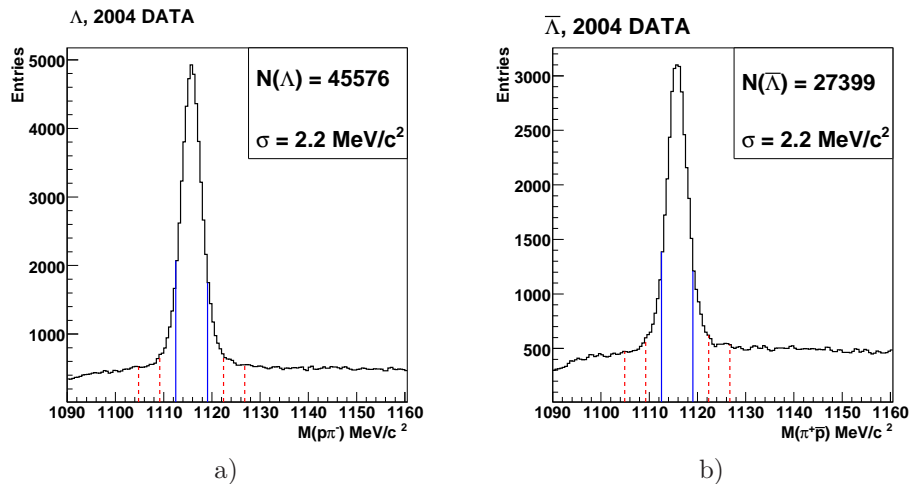 Λ, 2004 DATA
Entries
N(Λ) = 45576
σ = 2.2 MeV/c²
5000
4000
3000
2000
1000
1090 1100 1110 1120 1130 1140 1150 1160
M(pπ⁻) MeV/c ²
a)
Λ̅, 2004 DATA
Entries
N(Λ̅) = 27399
σ = 2.2 MeV/c²
3000
2500
2000
1500
1000
500
1090 1100 1110 1120 1130 1140 1150 1160
M(π⁺p̅) MeV/c ²
b)